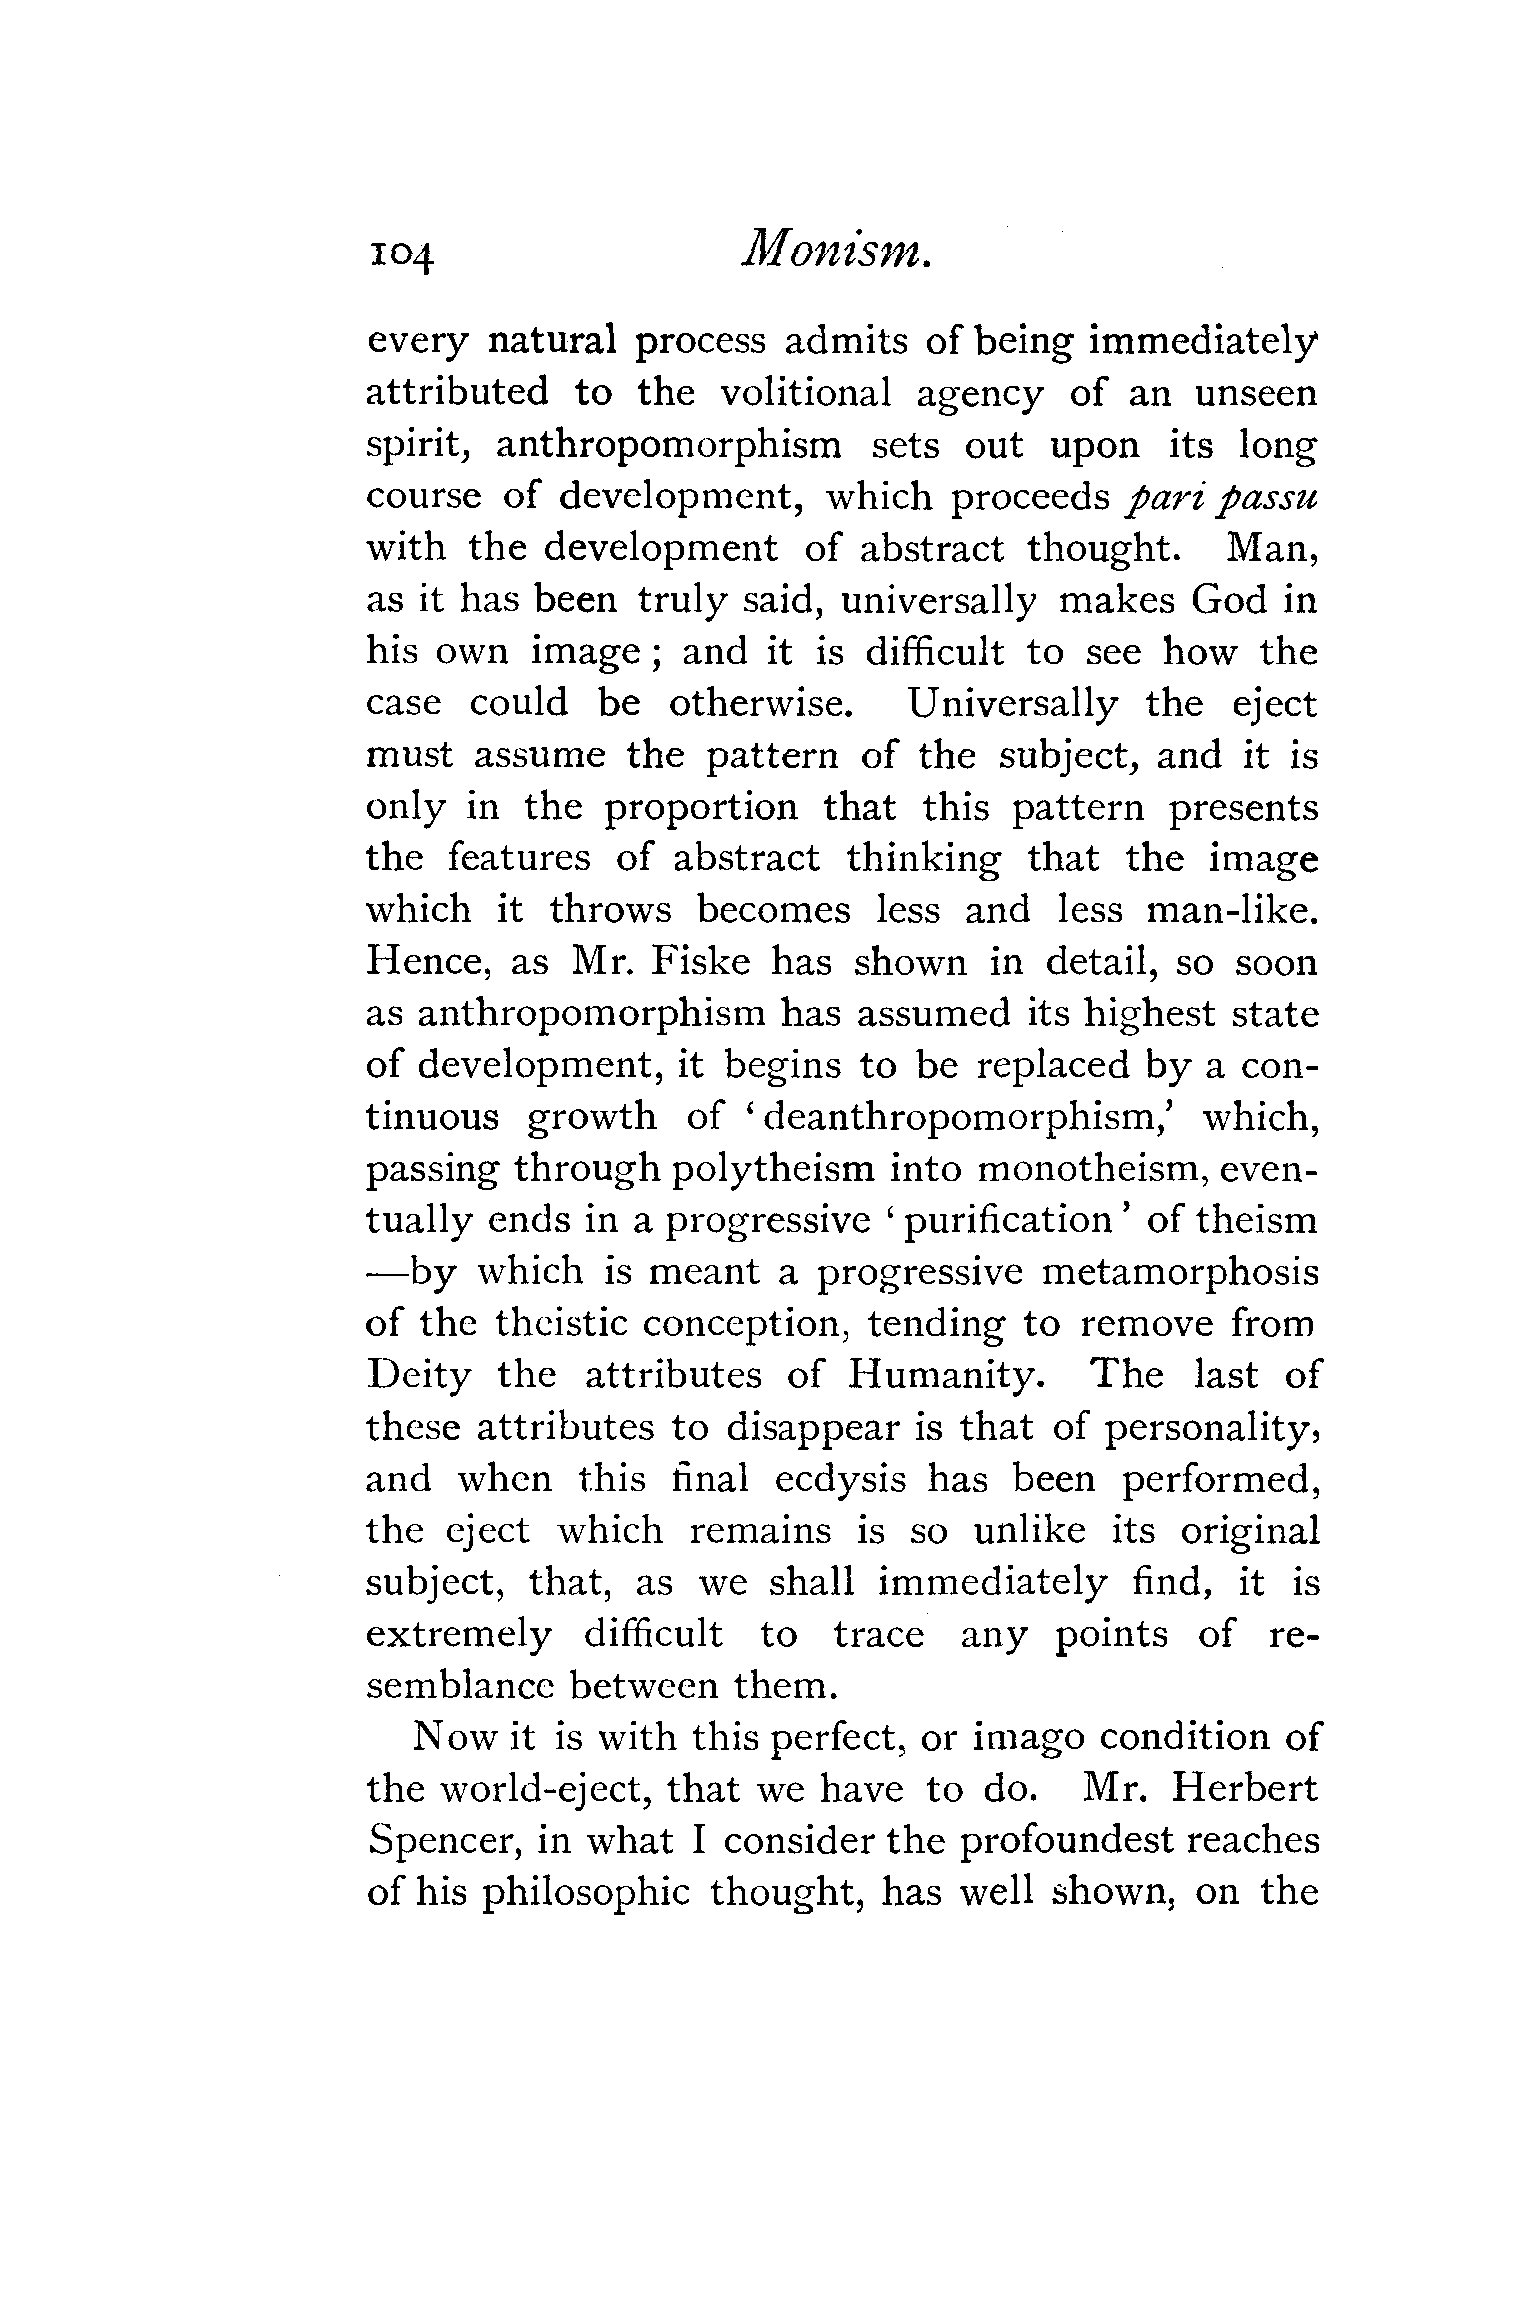 104 Monism.
every natural process admits of being immediately
attributed to the volitional agency of an unseen
spirit, anthropomorphism sets out upon its long
course of development, which proceeds pari passu
with the development of abstract thought. Man,
as it has been truly said, universally makes God in
his own image ; and it is difficult to see how the
case could be otherwise. Universally the eject
must assume the pattern of the subject, and it is
only in the proportion that this pattern presents
the features of abstract thinking that the image
which it throws becomes less and less man-like.
Hence, as Mr. Fiske has shown in detail, so soon
as anthropomorphism has assumed its highest state
of development, it begins to be replaced by a con-
tinuous growth of ‘deanthropomorphism,’ which,
passing through polytheism into monotheism, even-
tually ends in a progressive ‘purification’ of theism
—by which is meant a progressive metamorphosis
of the theistic conception, tending to remove from
Deity the attributes of Humanity. The last of
these attributes to disappear is that of personality,
and when this final ecdysis has been performed,
the eject which remains is so unlike its original
subject, that, as we shall immediately find, it is
extremely difficult to trace any points of re-
semblance between them.
Now it is with this perfect, or imago condition of
the world-eject, that we have to do. Mr. Herbert
Spencer, in what I consider the profoundest reaches
of his philosophic thought, has well shown, on the